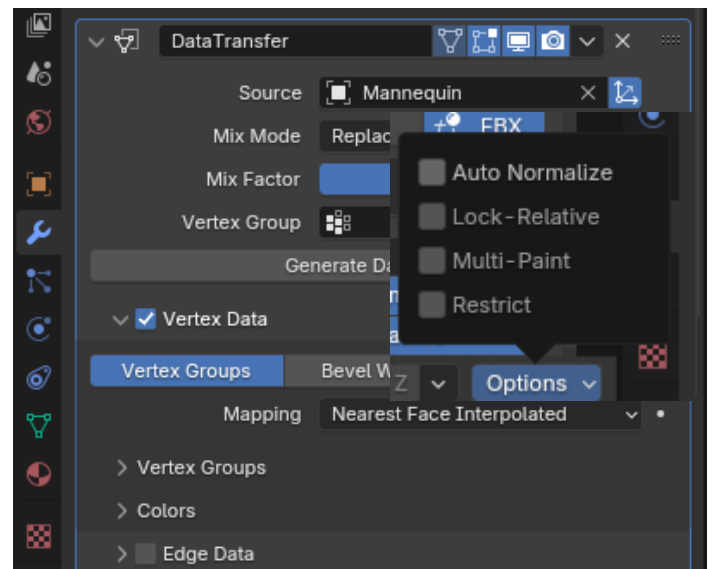 DataTransfer
Source Mannequin
Mix Mode Replac
FBX
Mix Factor
Auto Normalize
Vertex Group
Lock-Relative
Generate Da
Multi-Paint
Restrict
Vertex Data
Vertex Groups Bevel W
Z Options
Mapping Nearest Face Interpolated
Vertex Groups
Colors
Edge Data